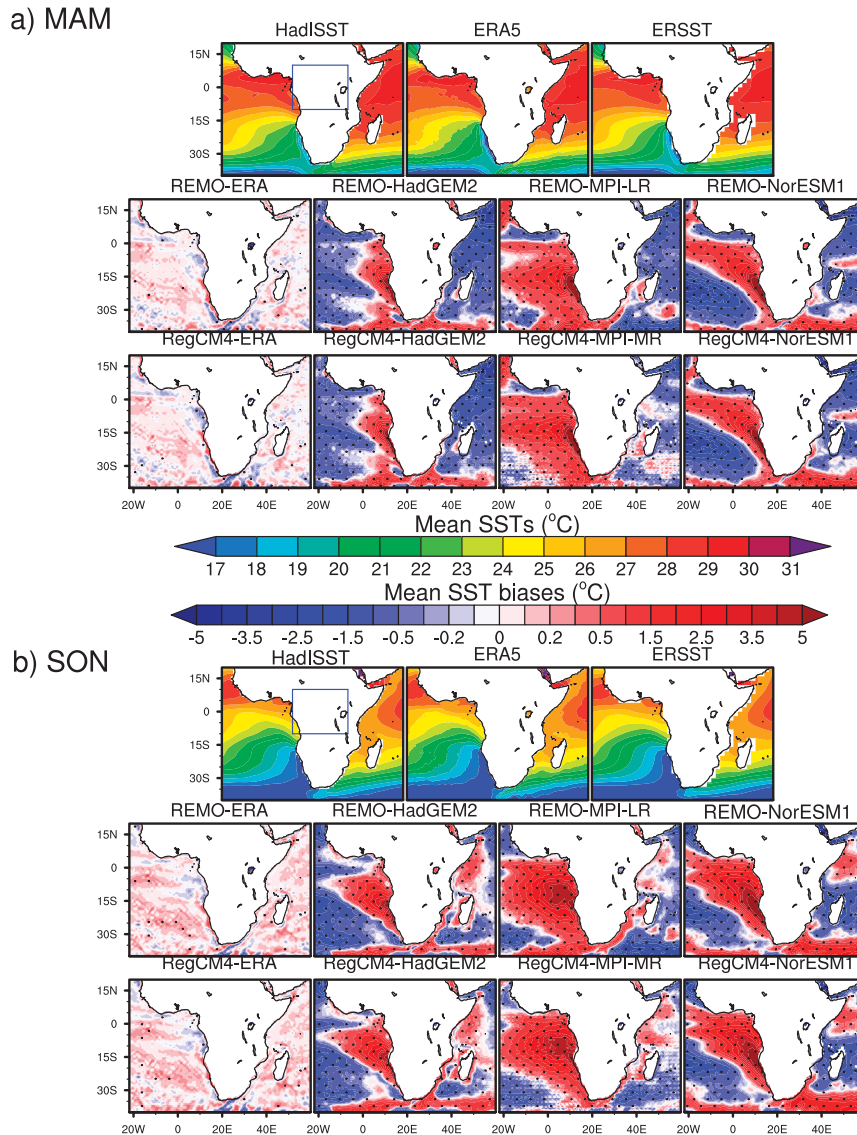 a) MAM
HadISST ERA5 ERSST
15N
0
15S
30S
REMO-ERA REMO-HadGEM2 REMO-MPI-LR REMO-NorESM1
15N
0
15S
30S
RegCM4-ERA RegCM4-HadGEM2 RegCM4-MPI-MR RegCM4-NorESM1
15N
0
15S
30S
20W 0 20E 40E 20W 0 20E 40E 20W 0 20E 40E 20W 0 20E 40E
Mean SSTs (°C)
17 18 19 20 22 23 24 25 26 27 28 29 30 31
Mean SST biases (°C)
-5 -3.5 -2.5 -1.5 -0.5 -0.2 0 0.2 0.5 1.5 2.5 3.5 5
b) SON
HadISST ERA5 ERSST
15N
0
15S
30S
REMO-ERA REMO-HadGEM2 REMO-MPI-LR REMO-NorESM1
15N
0
15S
30S
RegCM4-ERA RegCM4-HadGEM2 RegCM4-MPI-MR RegCM4-NorESM1
15N
0
15S
30S
20W 0 20E 40E 20W 0 20E 40E 20W 0 20E 40E 20W 0 20E 40E